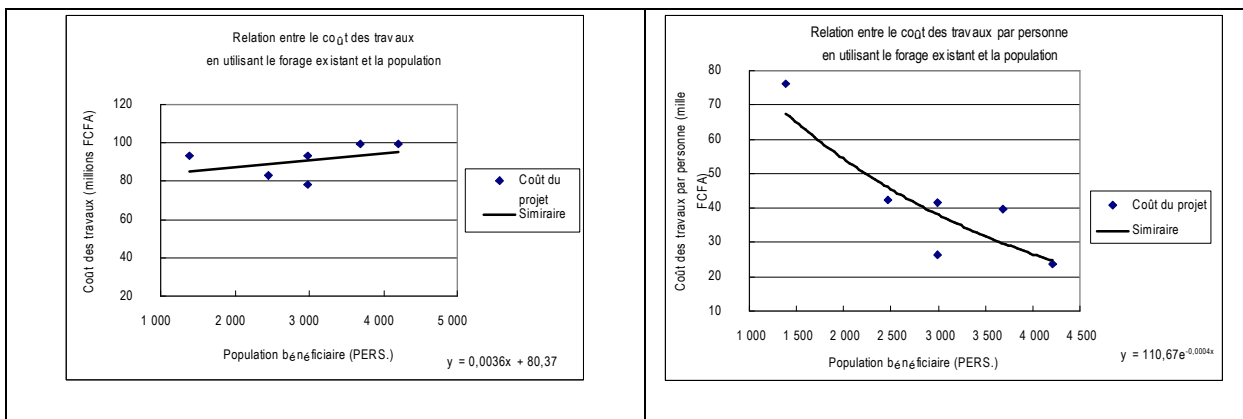 Relation entre le coût des travaux
en utilisant le forage existant et la population
120
100
80
60
40
20
1 000
2 000
3 000
4 000
5 000
Coût des travaux (millions FCFA)
Population bénéficiaire (PERS.)
y = 0,0036x + 80,37
Coût du
projet
Simiraire
Relation entre le coût des travaux par personne
en utilisant le forage existant et la population
80
70
60
50
40
30
20
10
1 000
1 500
2 000
2 500
3 000
3 500
4 000
4 500
Coût des travaux par personne (mille
FCFA)
Population bénéficiaire (PERS.)
y = 110,67e-0,0004x
Coût du projet
Simiraire